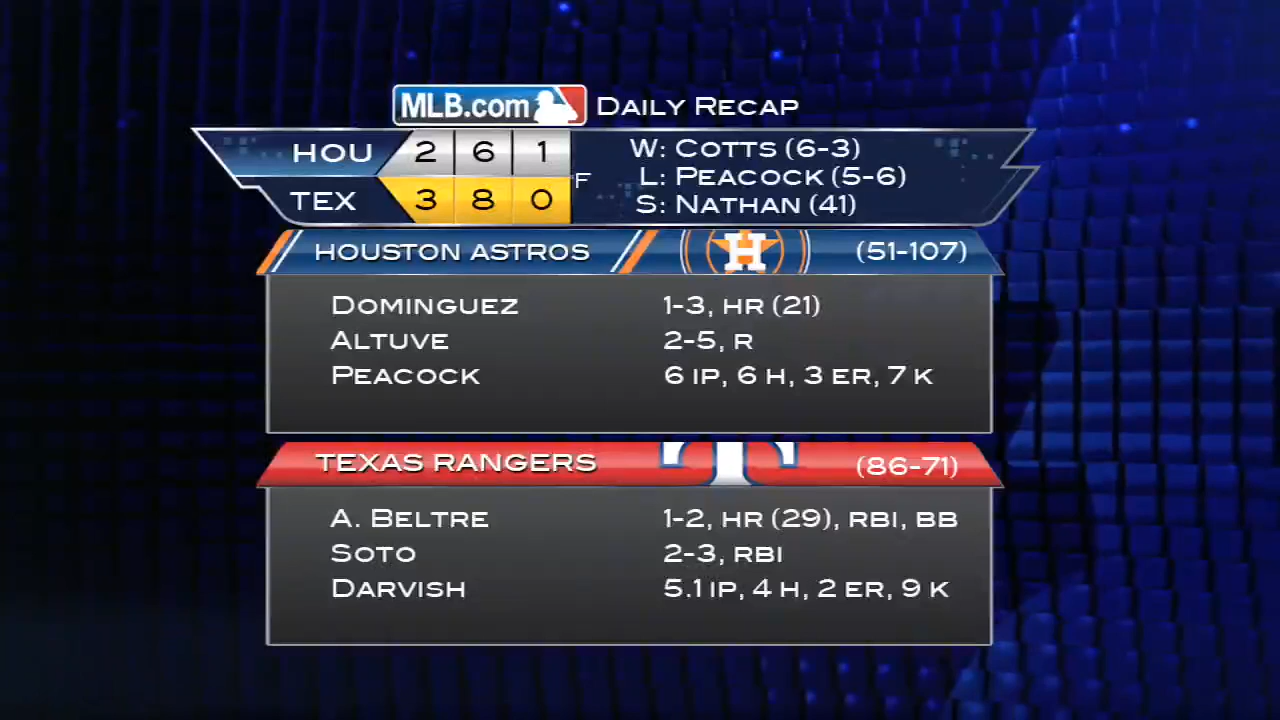 MLB.com DAILY RECAP
HOU 2 6 1
TEX 3 8 0
F
W: COTTS (6-3)
L: PEACOCK (5-6)
S: NATHAN (41)
HOUSTON ASTROS H (51-107)
DOMINGUEZ 1-3, HR (21)
ALTUVE 2-5, R
PEACOCK 6 IP, 6 H, 3 ER, 7 K
TEXAS RANGERS T (86-71)
A. BELTRE 1-2, HR (29), RBI, BB
SOTO 2-3, RBI
DARVISH 5.1 IP, 4 H, 2 ER, 9 K